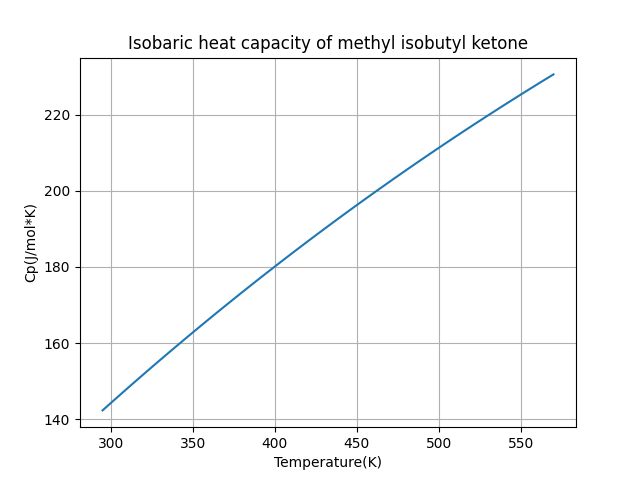 Isobaric heat capacity of methyl isobutyl ketone
Cp(J/mol*K)
220
200
180
160
140
300 350 400 450 500 550
Temperature(K)